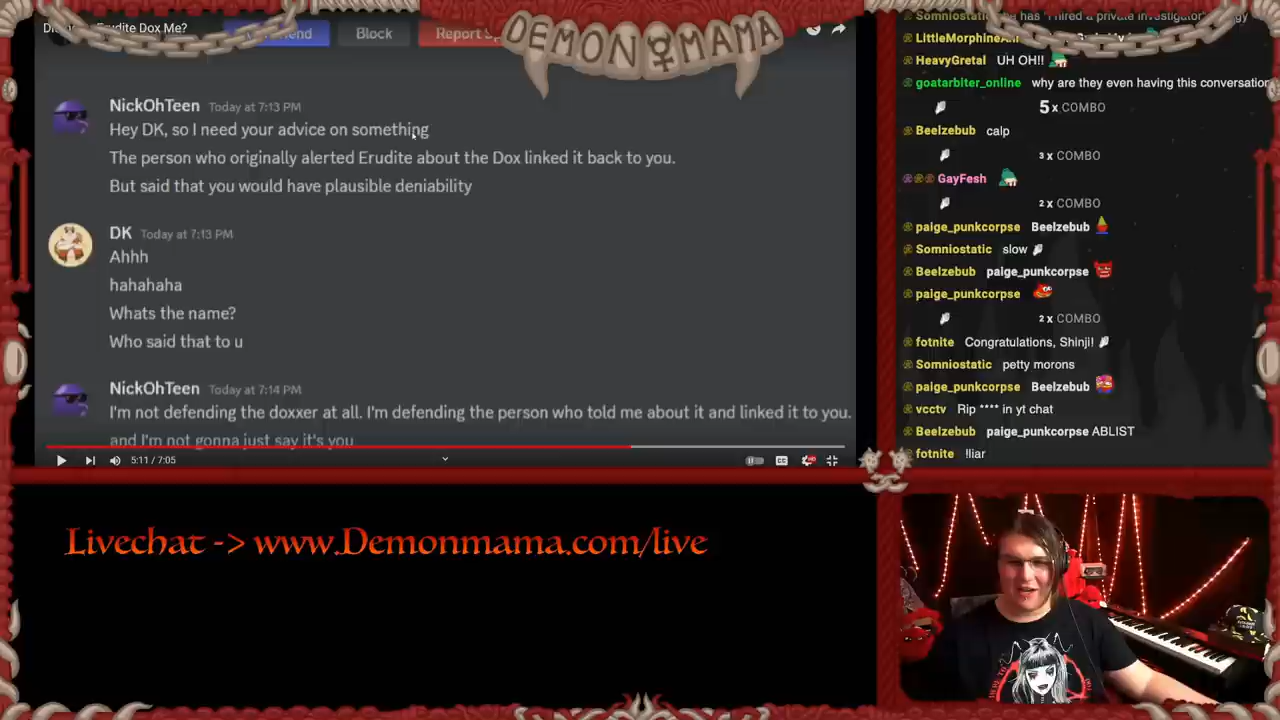 DEMON MAMA
Erudite Dox Me?
Block
Report
NickOhTeen Today at 7:13 PM
Hey DK, so I need your advice on something
The person who originally alerted Erudite about the Dox linked it back to you.
But said that you would have plausible deniability
DK Today at 7:13 PM
Ahhh
hahahaha
Whats the name?
Who said that to u
NickOhTeen Today at 7:14 PM
I'm not defending the doxxer at all. I'm defending the person who told me about it and linked it to you.
and I'm not gonna just say it's you
5:11 / 7:05
Somniostatic he has "I hired a private investigator"
HeavyGretal UH OH!!
goatarbiter_online why are they even having this conversation
5 x COMBO
Beelzebub calp
3 x COMBO
GayFesh
2 x COMBO
paige_punkcorpse Beelzebub
Somniostatic slow
Beelzebub paige_punkcorpse
paige_punkcorpse
2 x COMBO
fotnite Congratulations, Shinji!
Somniostatic petty morons
paige_punkcorpse Beelzebub
vcctv Rip **** in yt chat
Beelzebub paige_punkcorpse ABLIST
fotnite !liar
Livechat -> www.Demonmama.com/live